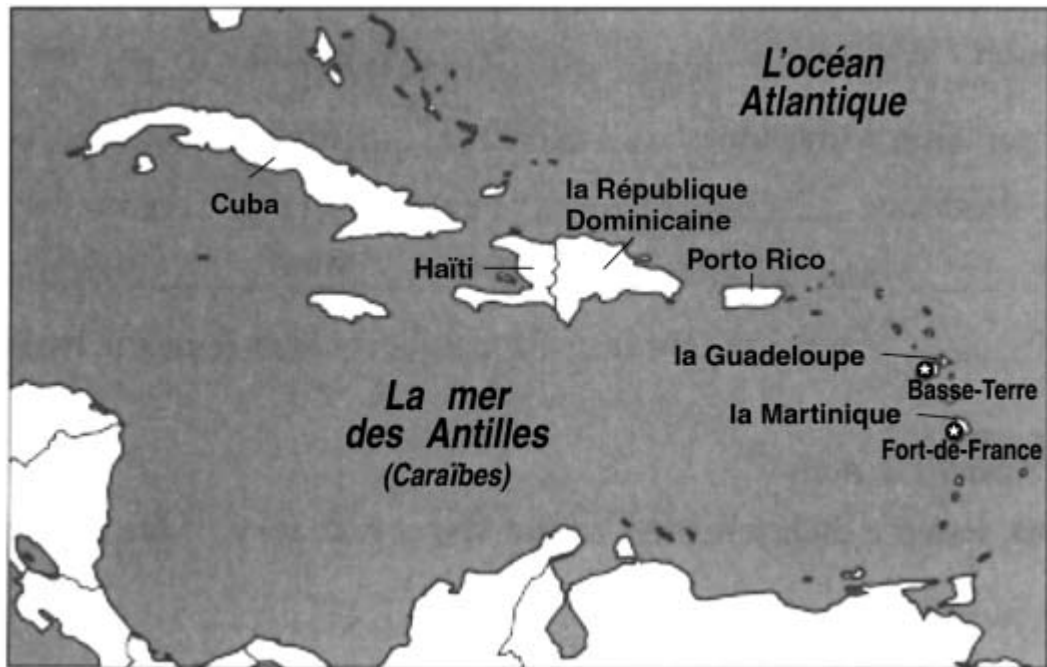 L'océan
Atlantique
Cuba
la République
Dominicaine
Haïti
Porto Rico
la Guadeloupe
Basse-Terre
La mer
des Antilles
(Caraïbes)
la Martinique
Fort-de-France